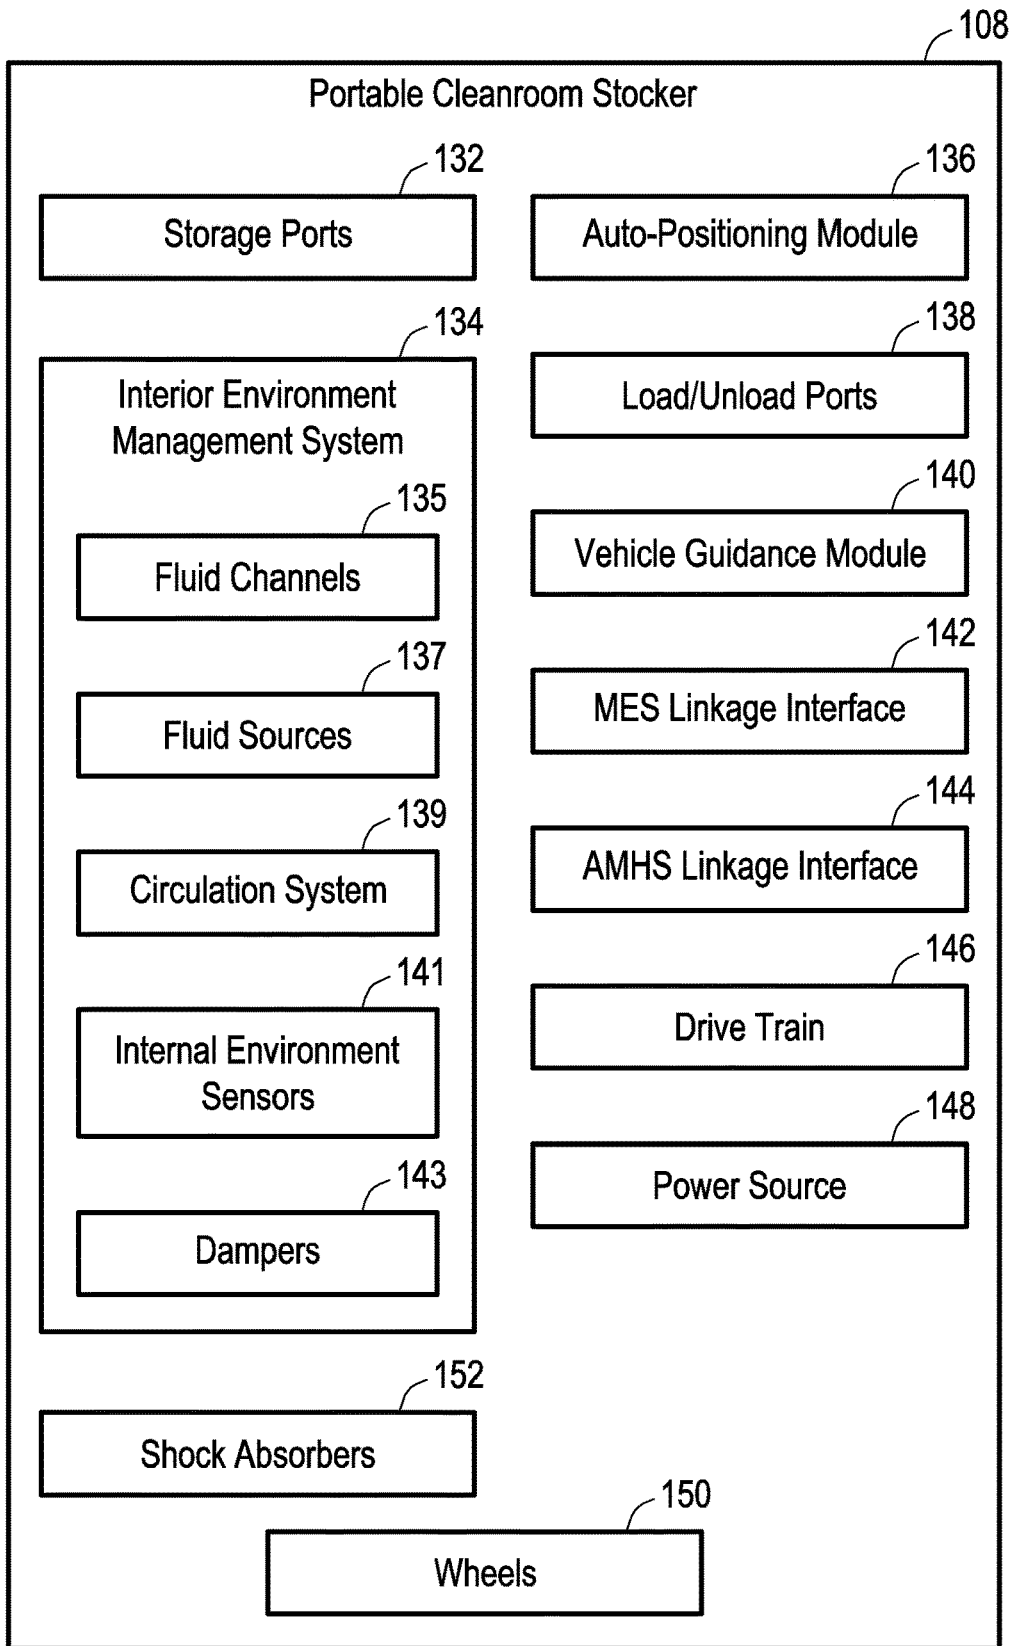 108
Portable Cleanroom Stocker
132
Storage Ports
136
Auto-Positioning Module
134
Interior Environment
Management System
135
Fluid Channels
137
Fluid Sources
139
Circulation System
141
Internal Environment
Sensors
143
Dampers
138
Load/Unload Ports
140
Vehicle Guidance Module
142
MES Linkage Interface
144
AMHS Linkage Interface
146
Drive Train
148
Power Source
152
Shock Absorbers
150
Wheels